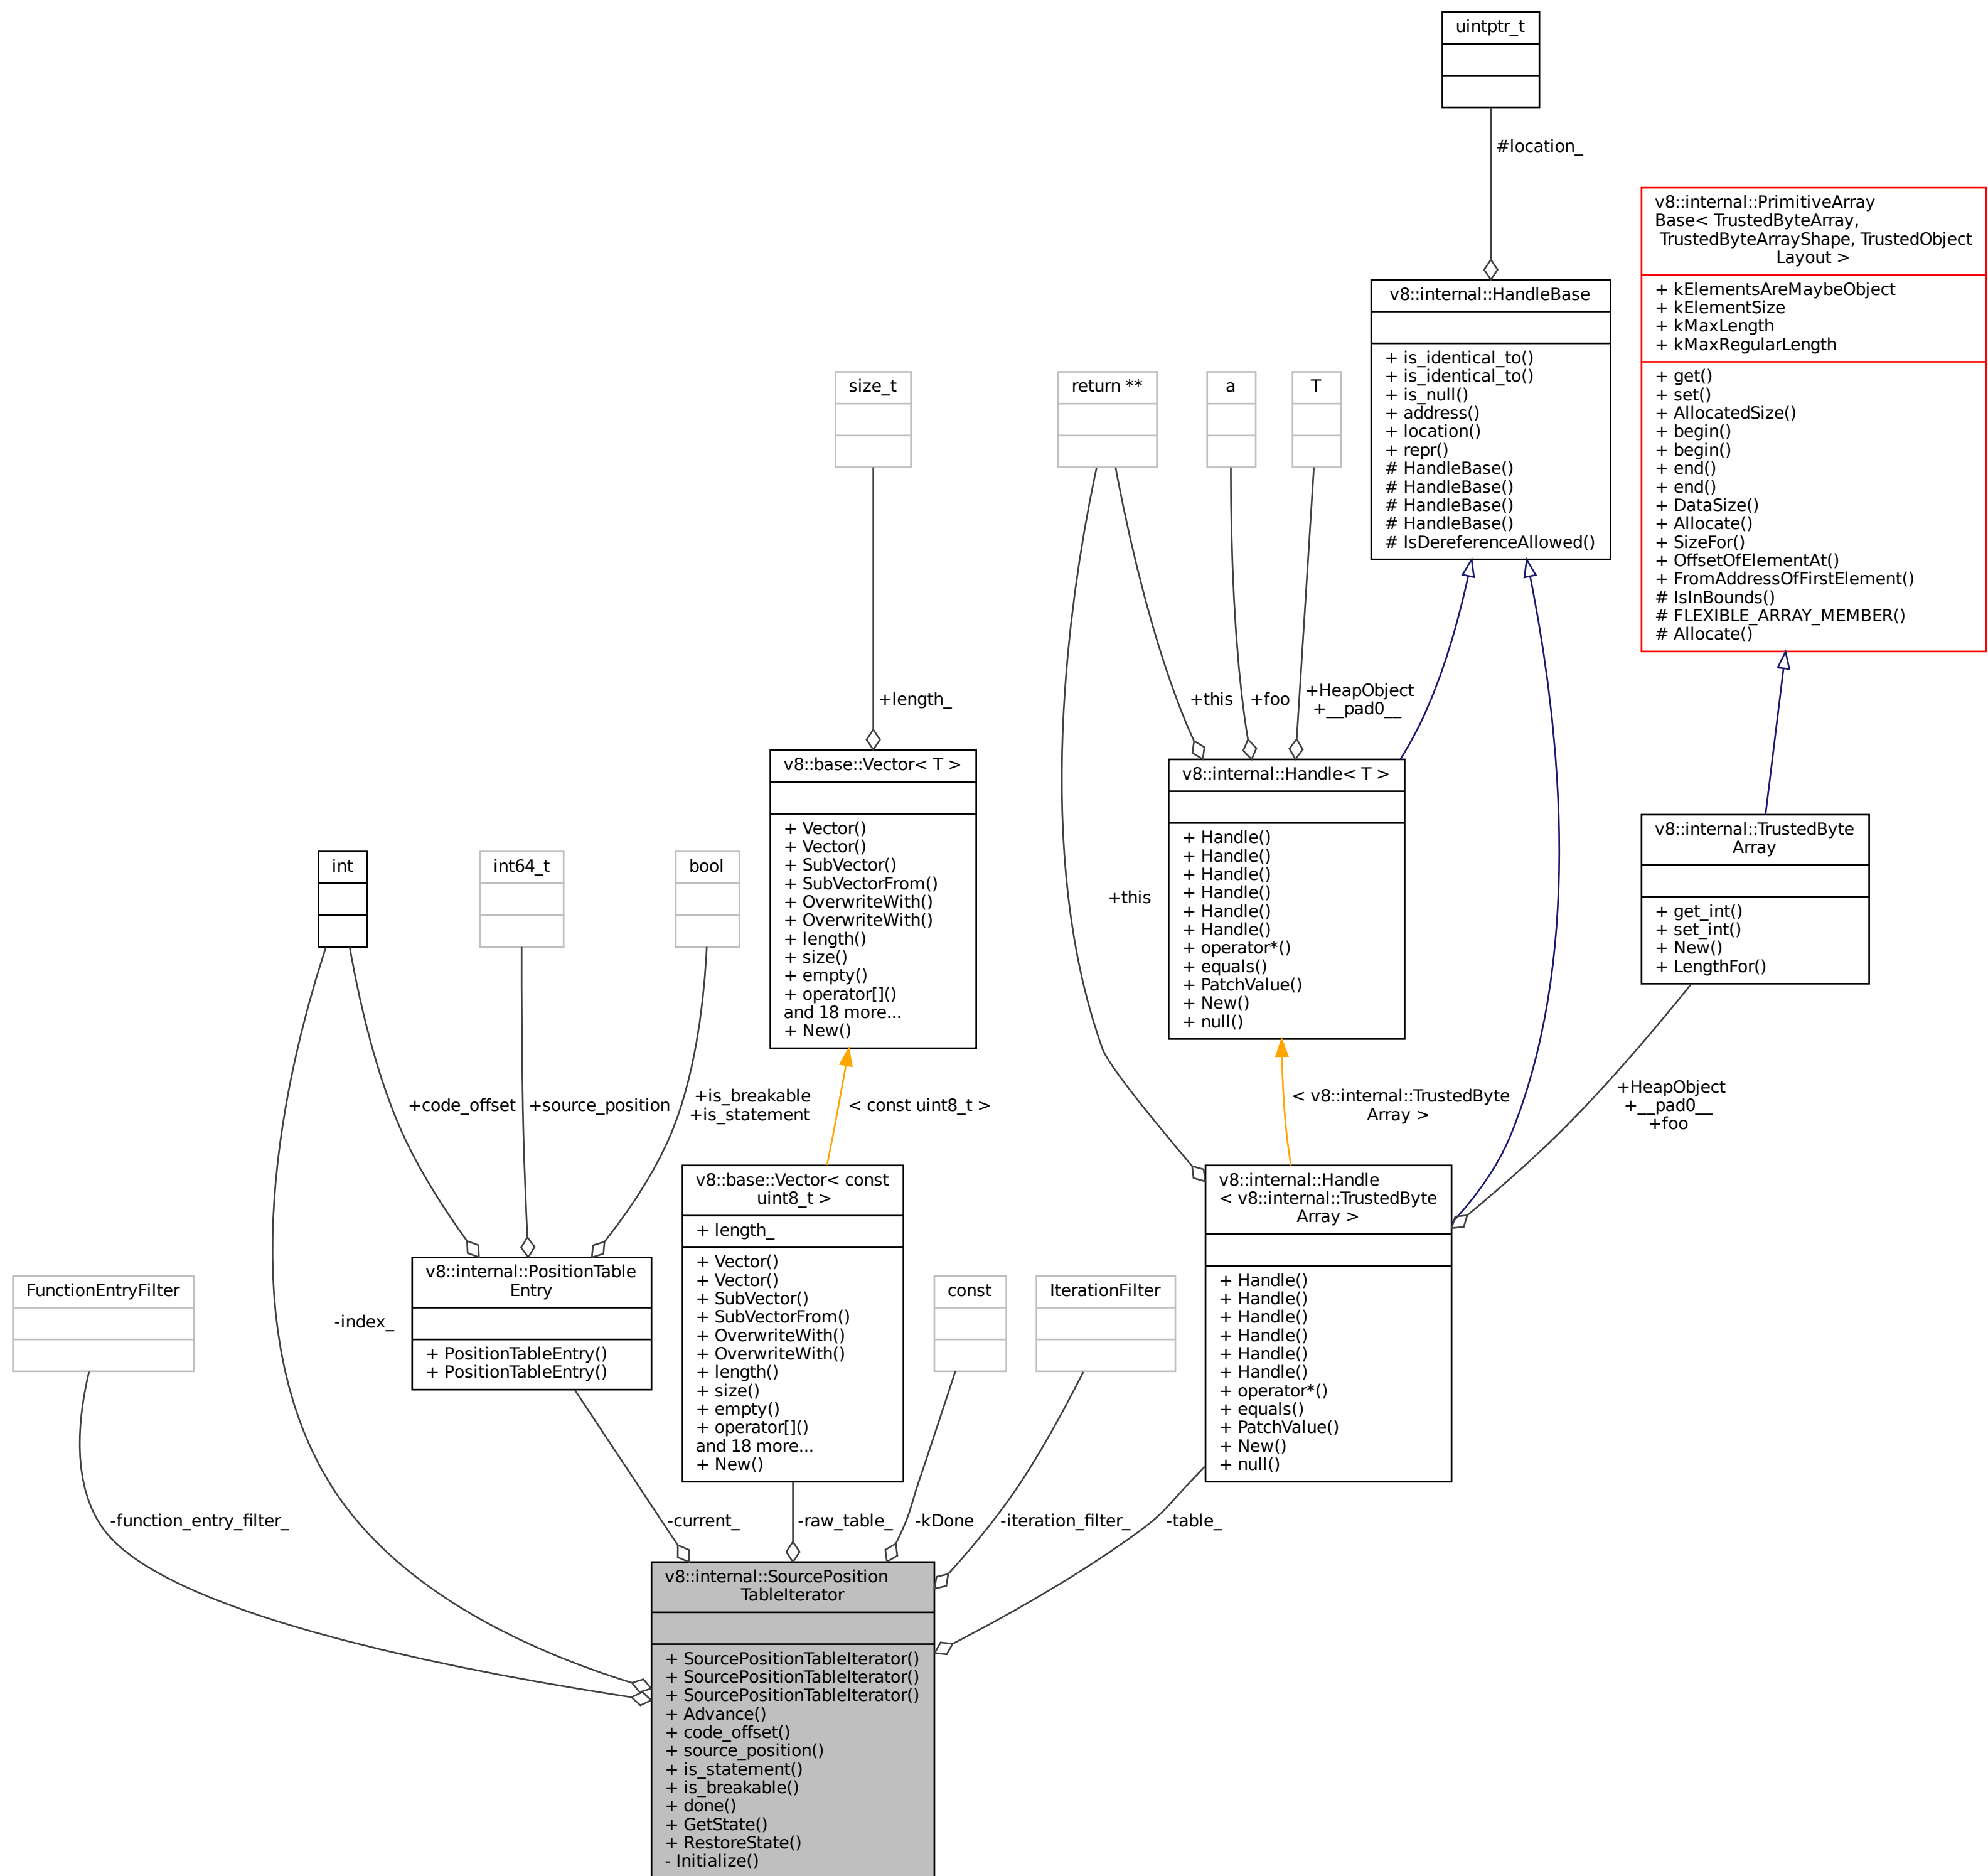 uintptr_t
#location_
v8::internal::PrimitiveArray
Base< TrustedByteArray,
TrustedByteArrayShape, TrustedObject
Layout >
+ kElementsAreMaybeObject
+ kElementSize
+ kMaxLength
+ kMaxRegularLength
+ get()
+ set()
+ AllocatedSize()
+ begin()
+ begin()
+ end()
+ end()
+ DataSize()
+ Allocate()
+ SizeFor()
+ OffsetOfElementAt()
+ FromAddressOfFirstElement()
# IsInBounds()
# FLEXIBLE_ARRAY_MEMBER()
# Allocate()
v8::internal::HandleBase
+ is_identical_to()
+ is_identical_to()
+ is_null()
+ address()
+ location()
+ repr()
# HandleBase()
# HandleBase()
# HandleBase()
# HandleBase()
# IsDereferenceAllowed()
size_t
return **
a
T
+length_
+this
+foo
+HeapObject
+__pad0__
v8::base::Vector< T >
+ Vector()
+ Vector()
+ SubVector()
+ SubVectorFrom()
+ OverwriteWith()
+ OverwriteWith()
+ length()
+ size()
+ empty()
+ operator[]()
and 18 more...
+ New()
v8::internal::Handle< T >
+ Handle()
+ Handle()
+ Handle()
+ Handle()
+ Handle()
+ Handle()
+ operator*()
+ equals()
+ PatchValue()
+ New()
+ null()
v8::internal::TrustedByte
Array
+ get_int()
+ set_int()
+ New()
+ LengthFor()
int
int64_t
bool
+this
+code_offset
+source_position
+is_breakable
+is_statement
< const uint8_t >
< v8::internal::TrustedByte
Array >
+HeapObject
+__pad0__
+foo
FunctionEntryFilter
-index_
v8::internal::PositionTable
Entry
+ PositionTableEntry()
+ PositionTableEntry()
v8::base::Vector< const
uint8_t >
+ length_
+ Vector()
+ Vector()
+ SubVector()
+ SubVectorFrom()
+ OverwriteWith()
+ OverwriteWith()
+ length()
+ size()
+ empty()
+ operator[]()
and 18 more...
+ New()
const
IterationFilter
v8::internal::Handle
< v8::internal::TrustedByte
Array >
+ Handle()
+ Handle()
+ Handle()
+ Handle()
+ Handle()
+ Handle()
+ operator*()
+ equals()
+ PatchValue()
+ New()
+ null()
-function_entry_filter_
-current_
-raw_table_
-kDone
-iteration_filter_
-table_
v8::internal::SourcePosition
TableIterator
+ SourcePositionTableIterator()
+ SourcePositionTableIterator()
+ SourcePositionTableIterator()
+ Advance()
+ code_offset()
+ source_position()
+ is_statement()
+ is_breakable()
+ done()
+ GetState()
+ RestoreState()
- Initialize()